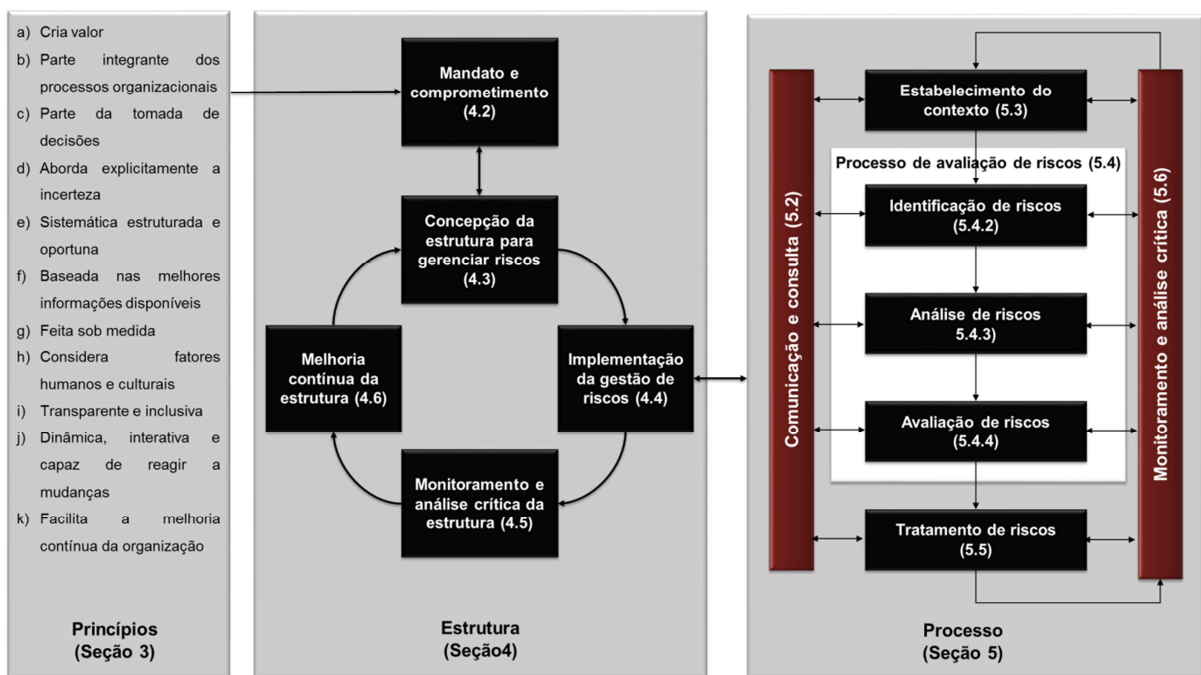 a) Cria valor
b) Parte integrante dos
processos organizacionais
c) Parte da tomada de
decisões
d) Aborda explicitamente a
incerteza
e) Sistemática estruturada e
oportuna
f) Baseada nas melhores
informações disponíveis
g) Feita sob medida
h) Considera fatores
humanos e culturais
i) Transparente e inclusiva
j) Dinâmica, interativa e
capaz de reagir a
mudanças
k) Facilita a melhoria
contínua da organização
Princípios
(Seção 3)
Mandato e
comprometimento
(4.2)
Concepção da
estrutura para
gerenciar riscos
(4.3)
Melhoria
contínua da
estrutura (4.6)
Implementação
da gestão de
riscos (4.4)
Monitoramento e
análise crítica da
estrutura (4.5)
Estrutura
(Seção4)
Comunicação e consulta (5.2)
Estabelecimento do
contexto (5.3)
Processo de avaliação de riscos (5.4)
Identificação de riscos
(5.4.2)
Análise de riscos
5.4.3)
Avaliação de riscos
(5.4.4)
Tratamento de riscos
(5.5)
Monitoramento e análise crítica (5.6)
Processo
(Seção 5)